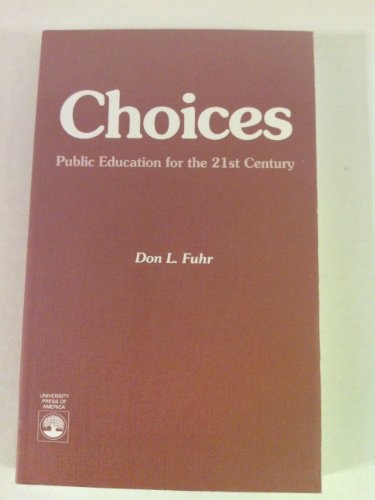 Choices
Public Education for the 21st Century
Don L. Fuhr
UNIVERSITY
PRESS OF
AMERICA